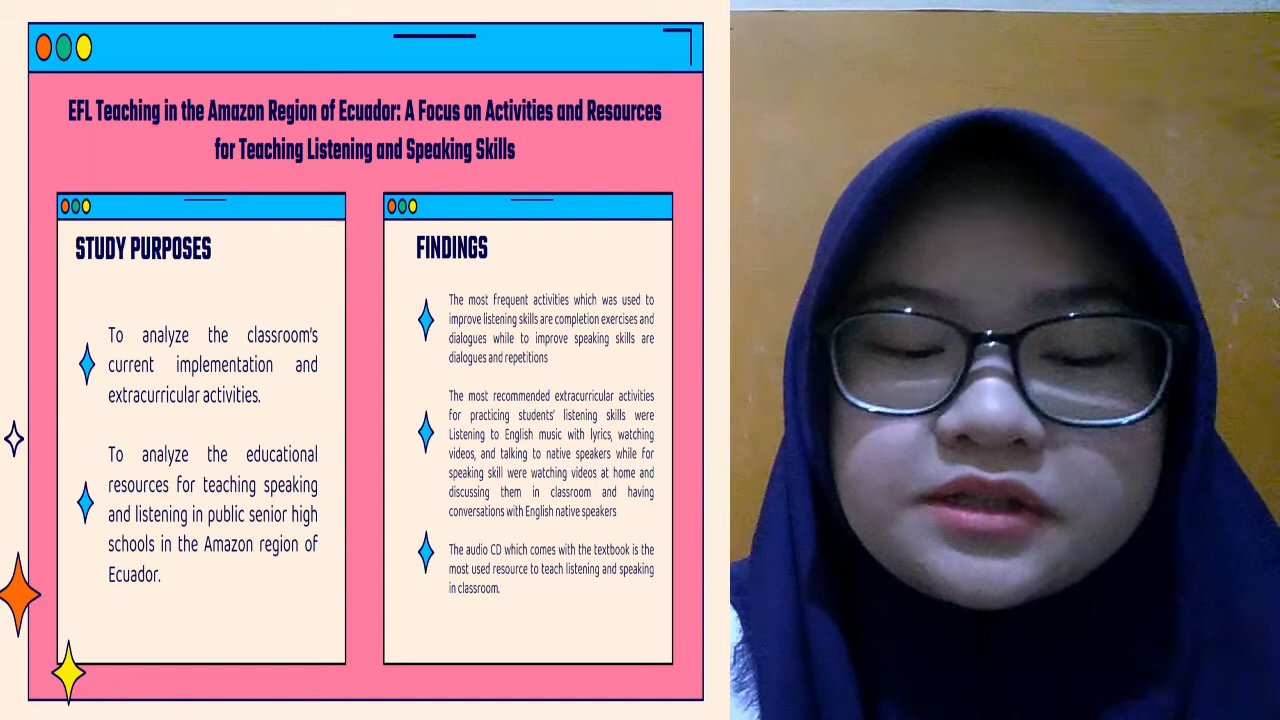 EFL Teaching in the Amazon Region of Ecuador: A Focus on Activities and Resources
for Teaching Listening and Speaking Skills
STUDY PURPOSES
To analyze the classroom's
current implementation and
extracurricular activities.
To analyze the educational
resources for teaching speaking
and listening in public senior high
schools in the Amazon region of
Ecuador.
FINDINGS
The most frequent activities which was used to
improve listening skills are completion exercises and
dialogues while to improve speaking skills are
dialogues and repetitions
The most recommended extracurricular activities
for practicing students' listening skills were
Listening to English music with lyrics, watching
videos, and talking to native speakers while for
speaking skill were watching videos at home and
discussing them in classroom and having
conversations with English native speakers
The audio CD which comes with the textbook is the
most used resource to teach listening and speaking
in classroom.